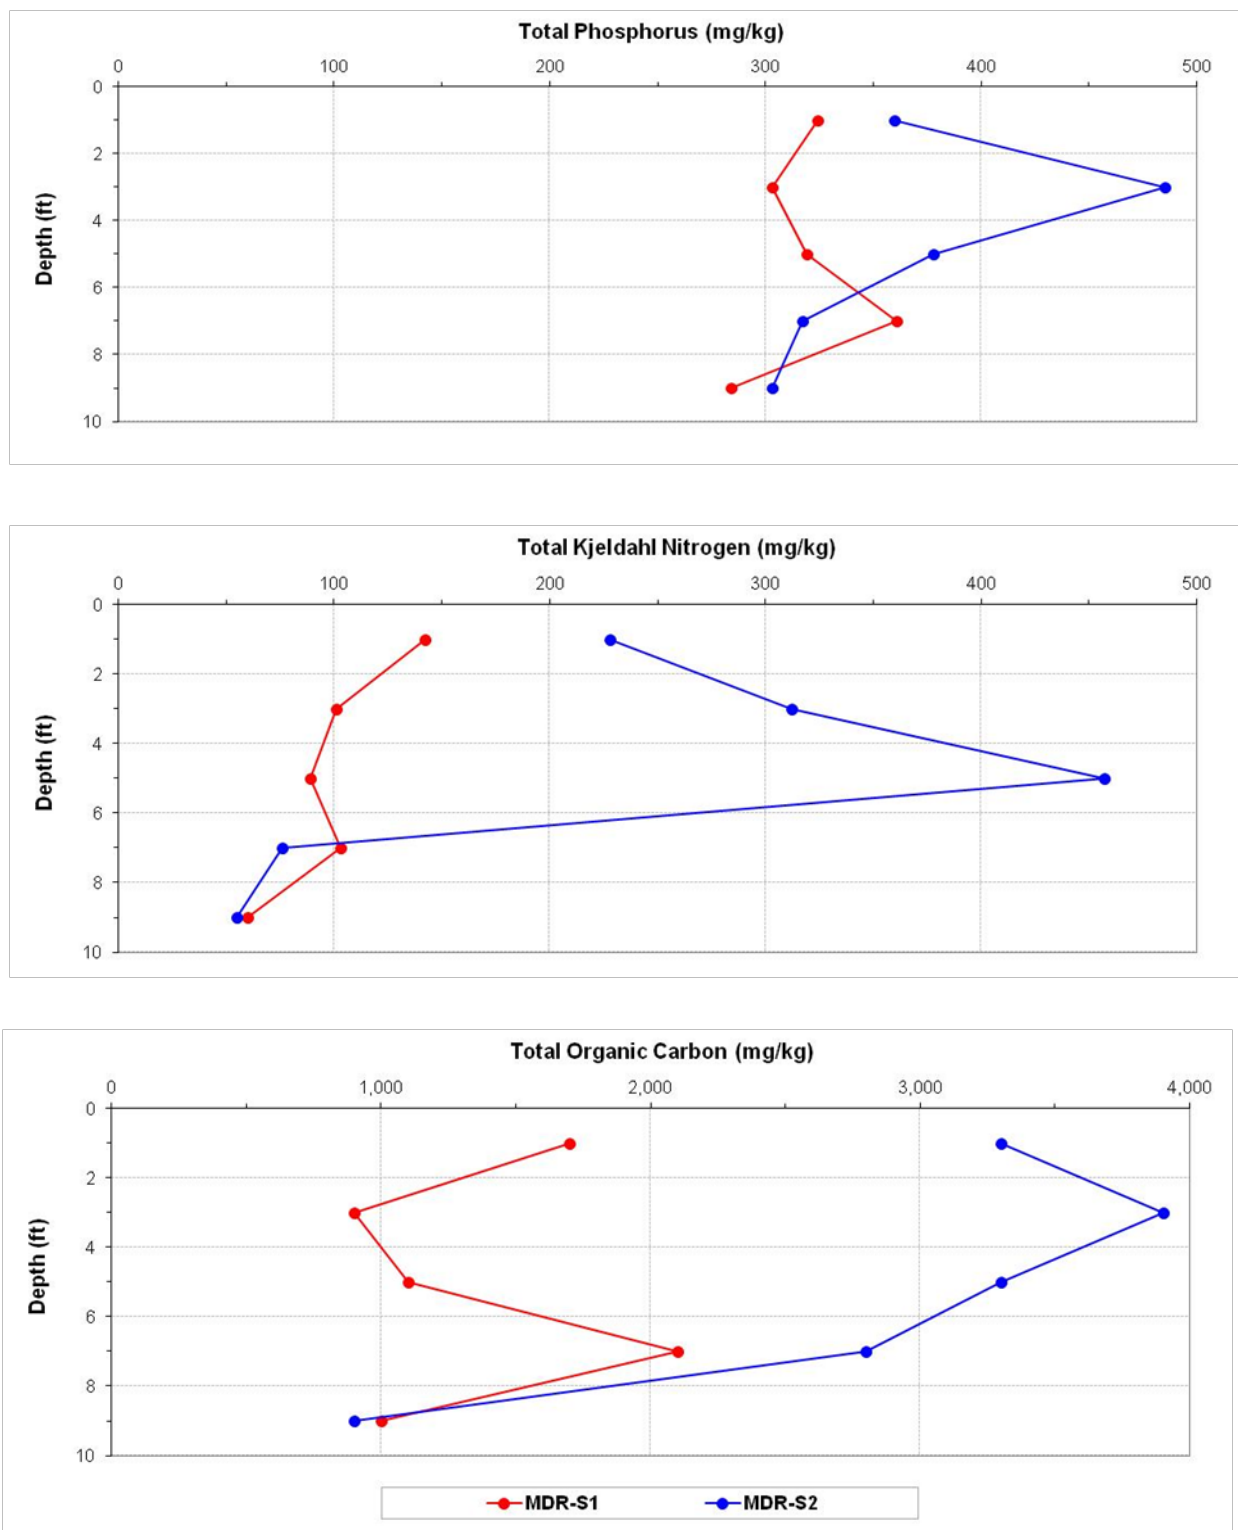 Total Phosphorus (mg/kg)
0 100 200 300 400 500
0
2
4
6
8
10
Depth (ft)
Total Kjeldahl Nitrogen (mg/kg)
0 100 200 300 400 500
0
2
4
6
8
10
Depth (ft)
Total Organic Carbon (mg/kg)
0 1,000 2,000 3,000 4,000
0
2
4
6
8
10
Depth (ft)
MDR-S1 MDR-S2